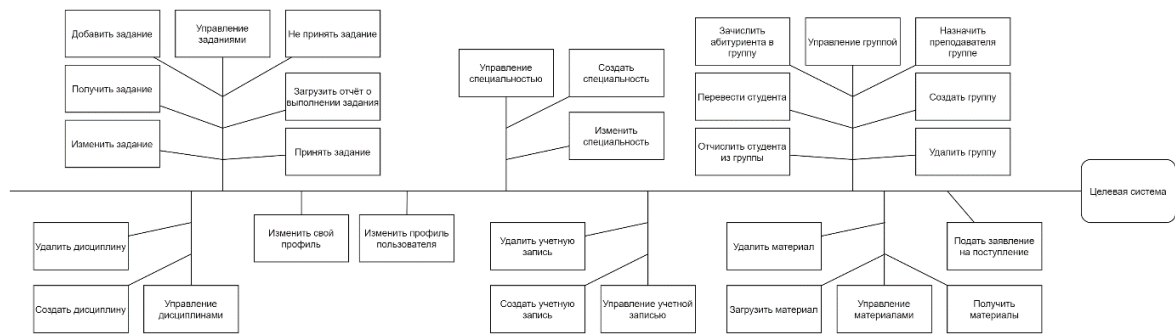 Добавить задание
Управление
заданиями
Не принять задание
Получить задание
Загрузить отчёт о
выполнении задания
Изменить задание
Принять задание
Управление
специальностью
Создать
специальность
Изменить
специальность
Зачислить
абитуриента в
группу
Управление группой
Назначить
преподавателя
группе
Перевести студента
Создать группу
Отчислить студента
из группы
Удалить группу
Целевая система
Удалить дисциплину
Изменить свой
профиль
Изменить профиль
пользователя
Удалить учетную
запись
Удалить материал
Подать заявление
на поступление
Создать дисциплину
Управление
дисциплинами
Создать учетную
запись
Управление учетной
записью
Загрузить материал
Управление
материалами
Получить
материалы